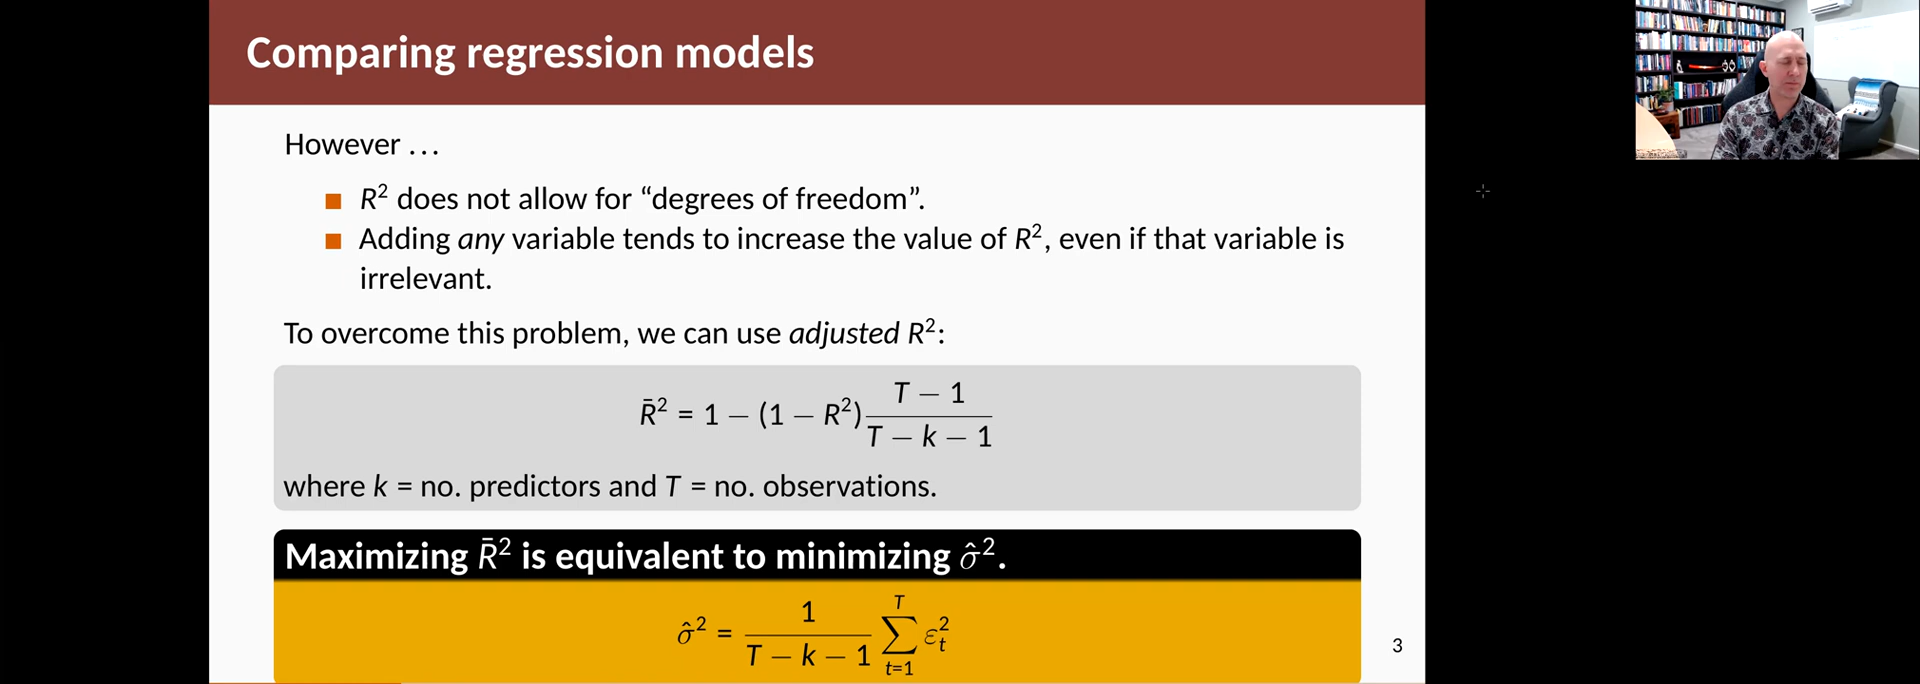 Comparing regression models
However . . .
■ R² does not allow for “degrees of freedom”.
■ Adding any variable tends to increase the value of R², even if that variable is
irrelevant.
To overcome this problem, we can use adjusted R²:
R̄² = 1 − (1 − R²) (T − 1)/(T − k − 1)
where k = no. predictors and T = no. observations.
Maximizing R̄² is equivalent to minimizing σ̂².
σ̂² = 1/(T − k − 1) ∑_{t=1}^{T} ε_t²
3